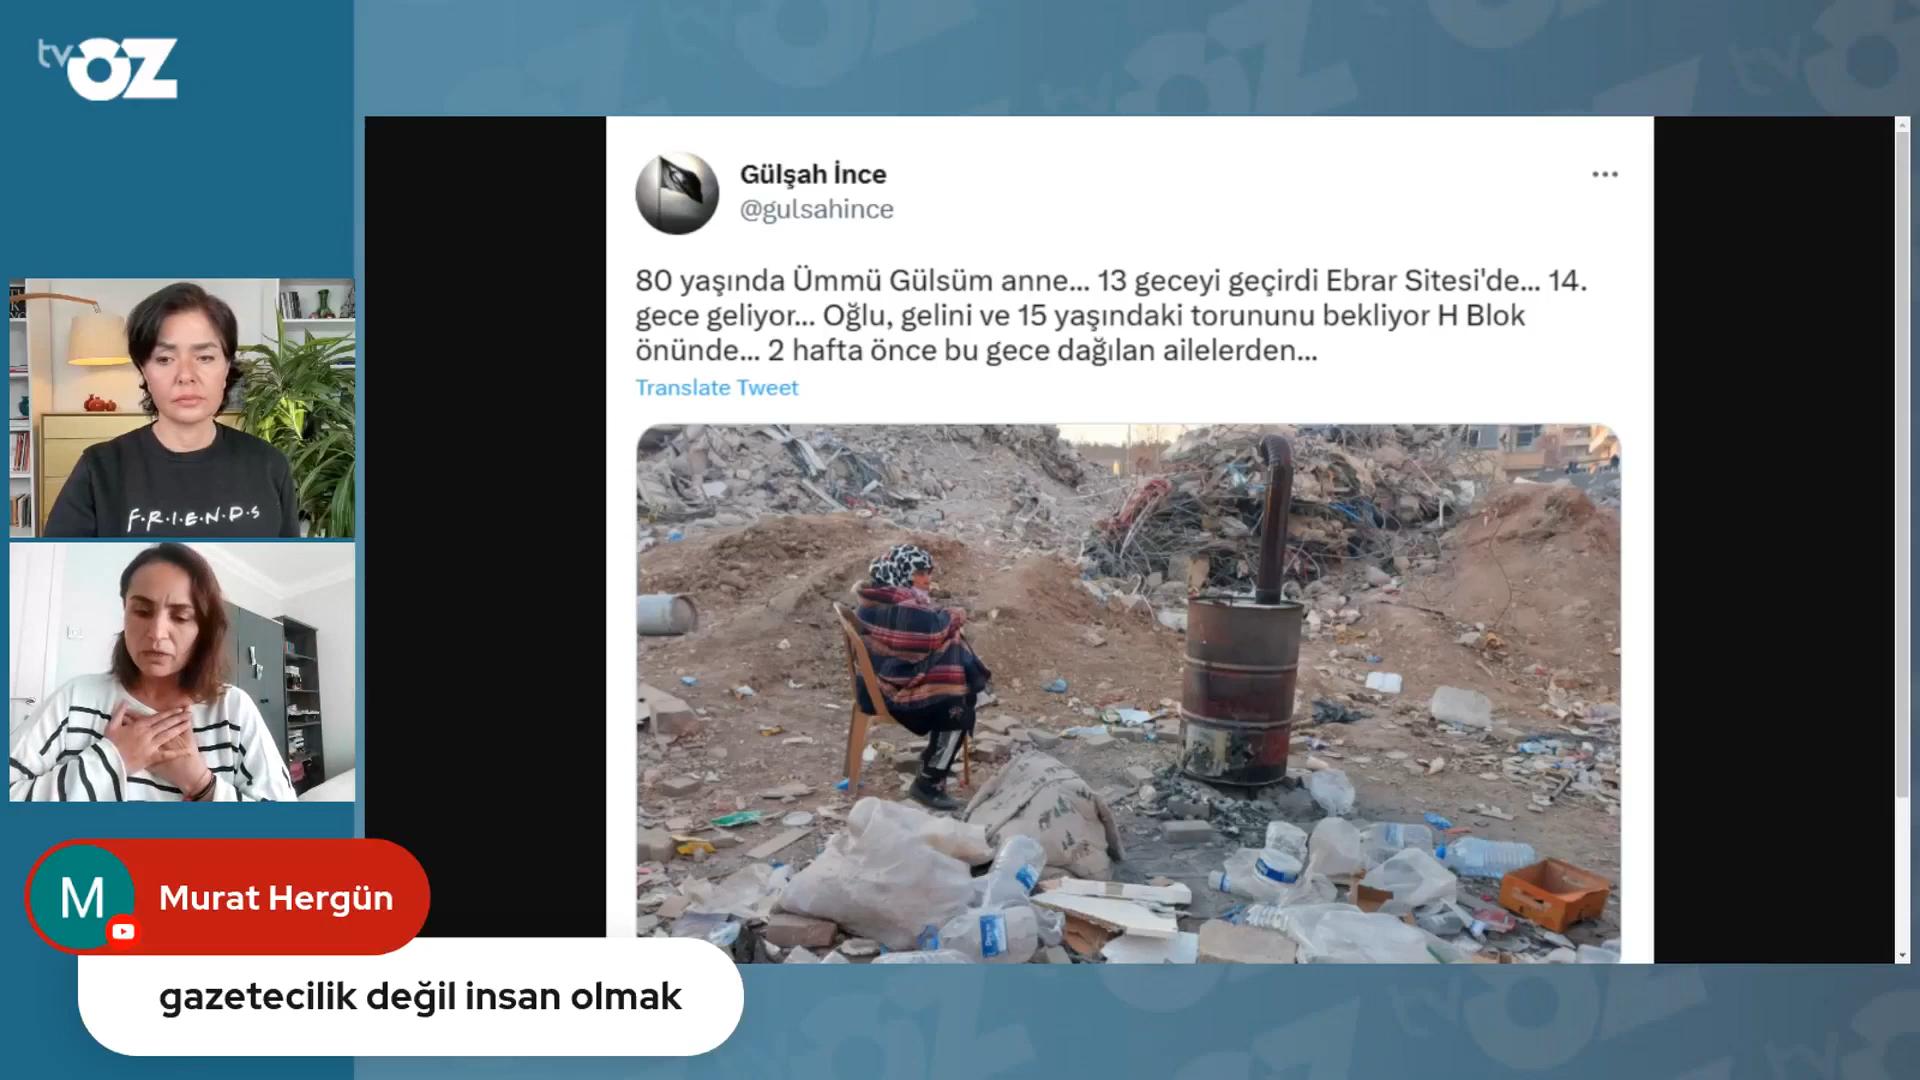 tv ÖZ
Gülşah İnce
@gulsahince
80 yaşında Ümmü Gülsüm anne... 13 geceyi geçirdi Ebrar Sitesi'de... 14.
gece geliyor... Oğlu, gelini ve 15 yaşındaki torununu bekliyor H Blok
önünde... 2 hafta önce bu gece dağılan ailelerden...
Translate Tweet
F·R·I·E·N·D·S
M
Murat Hergün
gazetecilik değil insan olmak